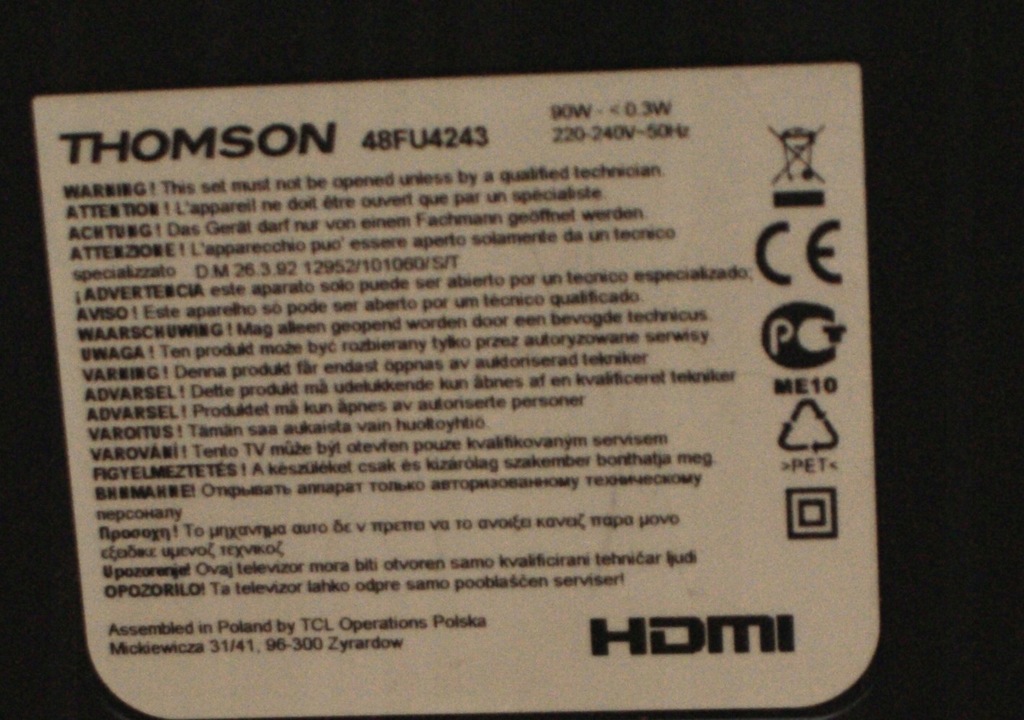 THOMSON 48FU4243
90W - < 0.3W
220-240V~50Hz
WARNING ! This set must not be opened unless by a qualified technician.
ATTENTION ! L'appareil ne doit être ouvert que par un spécialiste.
ACHTUNG ! Das Gerät darf nur von einem Fachmann geöffnet werden.
ATTENZIONE ! L'apparecchio puo' essere aperto solamente da un tecnico
specializzato D.M 26.3.92 12952/101060/S/T
¡ ADVERTENCIA este aparato solo puede ser abierto por un tecnico especializado;
AVISO ! Este aparelho só pode ser aberto por um técnico qualificado.
WAARSCHUWING ! Mag alleen geopend worden door een bevogde technicus.
UWAGA ! Ten produkt może być rozbierany tylko przez autoryzowane serwisy.
VARNING ! Denna produkt får endast öppnas av auktoriserad tekniker
ADVARSEL ! Dette produkt må udelukkende kun åbnes af en kvalificeret tekniker
ADVARSEL ! Produktet må kun åpnes av autoriserte personer
VAROITUS ! Tämän saa aukaista vain huoltoyhtiö.
VAROVÁNÍ ! Tento TV může být otevřen pouze kvalifikovaným servisem
FIGYELMEZTETÉS ! A készüléket csak és kizárólag szakember bonthatja meg.
ВНИМАНИЕ! Открывать аппарат только авторизованному техническому
персоналу
Προσοχη ! Το μηχανημα αυτο δε ν πρεπει να το ανοιξει κανειζ παρα μονο
εξειδικε υμενοζ τεχνικοζ
Upozorenje! Ovaj televizor mora biti otvoren samo kvalificirani tehničar ljudi
OPOZORILO! Ta televizor lahko odpre samo pooblaščen serviser!
Assembled in Poland by TCL Operations Polska
Mickiewicza 31/41, 96-300 Zyrardow
CE
ME10
>PET<
HDMI